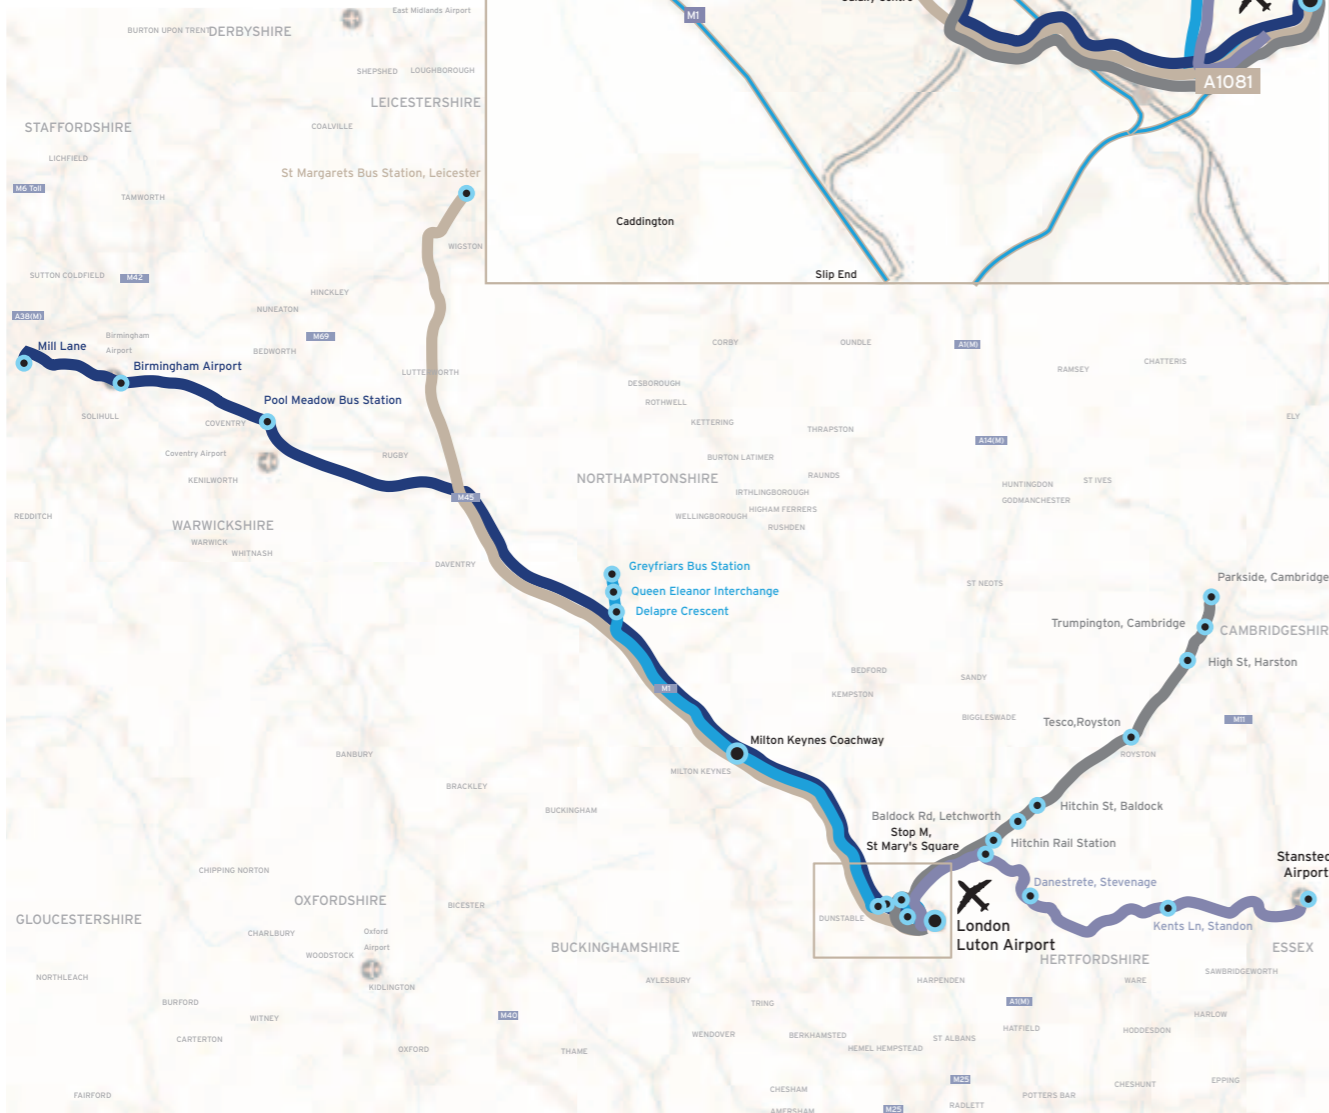 East Midlands Airport
BURTON UPON TRENT
DERBYSHIRE
M1
A1081
SHEPSHED
LOUGHBOROUGH
LEICESTERSHIRE
STAFFORDSHIRE
COALVILLE
LICHFIELD
St Margarets Bus Station, Leicester
M6 Toll
TAMWORTH
Caddington
WIGSTON
Slip End
SUTTON COLDFIELD
M42
HINCKLEY
NUNEATON
A38(M)
M69
Birmingham
Airport
Mill Lane
BEDWORTH
Birmingham Airport
LUTTERWORTH
Pool Meadow Bus Station
SOLIHULL
COVENTRY
Coventry Airport
RUGBY
KENILWORTH
M45
REDDITCH
WARWICKSHIRE
WARWICK
WHITNASH
DAVENTRY
CORBY
OUNDLE
A1(M)
CHATTERIS
RAMSEY
DESBOROUGH
ROTHWELL
KETTERING
THRAPSTON
ELY
A14(M)
BURTON LATIMER
NORTHAMPTONSHIRE
RAUNDS
IRTHLINGBOROUGH
HIGHAM FERRERS
WELLINGBOROUGH
RUSHDEN
HUNTINGDON
ST IVES
GODMANCHESTER
Greyfriars Bus Station
Queen Eleanor Interchange
Delapre Crescent
ST NEOTS
Parkside, Cambridge
Trumpington, Cambridge
CAMBRIDGESHIR
High St, Harston
BEDFORD
KEMPSTON
SANDY
M1
BIGGLESWADE
Tesco,Royston
M11
ROYSTON
Milton Keynes Coachway
MILTON KEYNES
BANBURY
BRACKLEY
BUCKINGHAM
Hitchin St, Baldock
Baldock Rd, Letchworth
Stop M,
St Mary's Square
Hitchin Rail Station
Stansted
Airport
CHIPPING NORTON
Danestrete, Stevenage
OXFORDSHIRE
BICESTER
GLOUCESTERSHIRE
CHARLBURY
Oxford
Airport
WOODSTOCK
BUCKINGHAMSHIRE
DUNSTABLE
London
Luton Airport
Kents Ln, Standon
HERTFORDSHIRE
ESSEX
NORTHLEACH
KIDLINGTON
AYLESBURY
HARPENDEN
WARE
SAWBRIDGEWORTH
BURFORD
WITNEY
M40
TRING
A1(M)
HARLOW
CARTERTON
OXFORD
THAME
WENDOVER
BERKHAMSTED
HEMEL HEMPSTEAD
ST ALBANS
HATFIELD
HODDESDON
FAIRFORD
CHESHAM
AMERSHAM
M25
M25
RADLETT
POTTERS BAR
CHESHUNT
EPPING